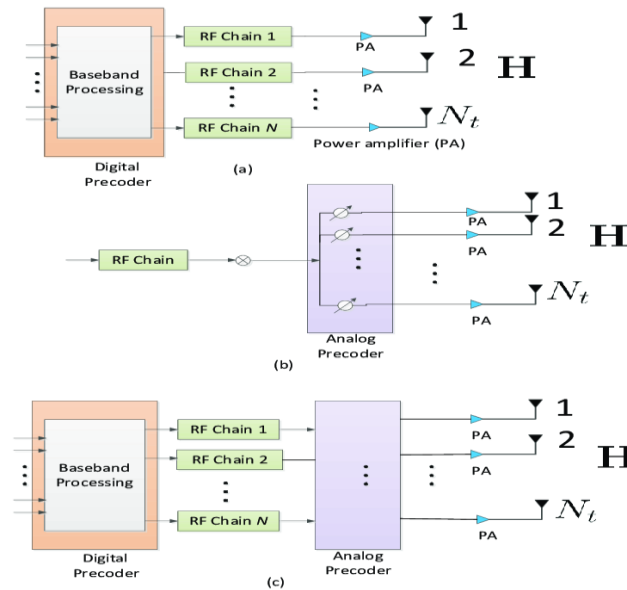 RF Chain 1
PA
1
Baseband
Processing
RF Chain 2
PA
2
H
RF Chain N
Power amplifier (PA)
N_t
Digital
Precoder
(a)
RF Chain
PA
1
PA
2
H
PA
N_t
Analog
Precoder
(b)
RF Chain 1
PA
1
Baseband
Processing
RF Chain 2
PA
2
H
RF Chain N
PA
N_t
Digital
Precoder
Analog
Precoder
(c)